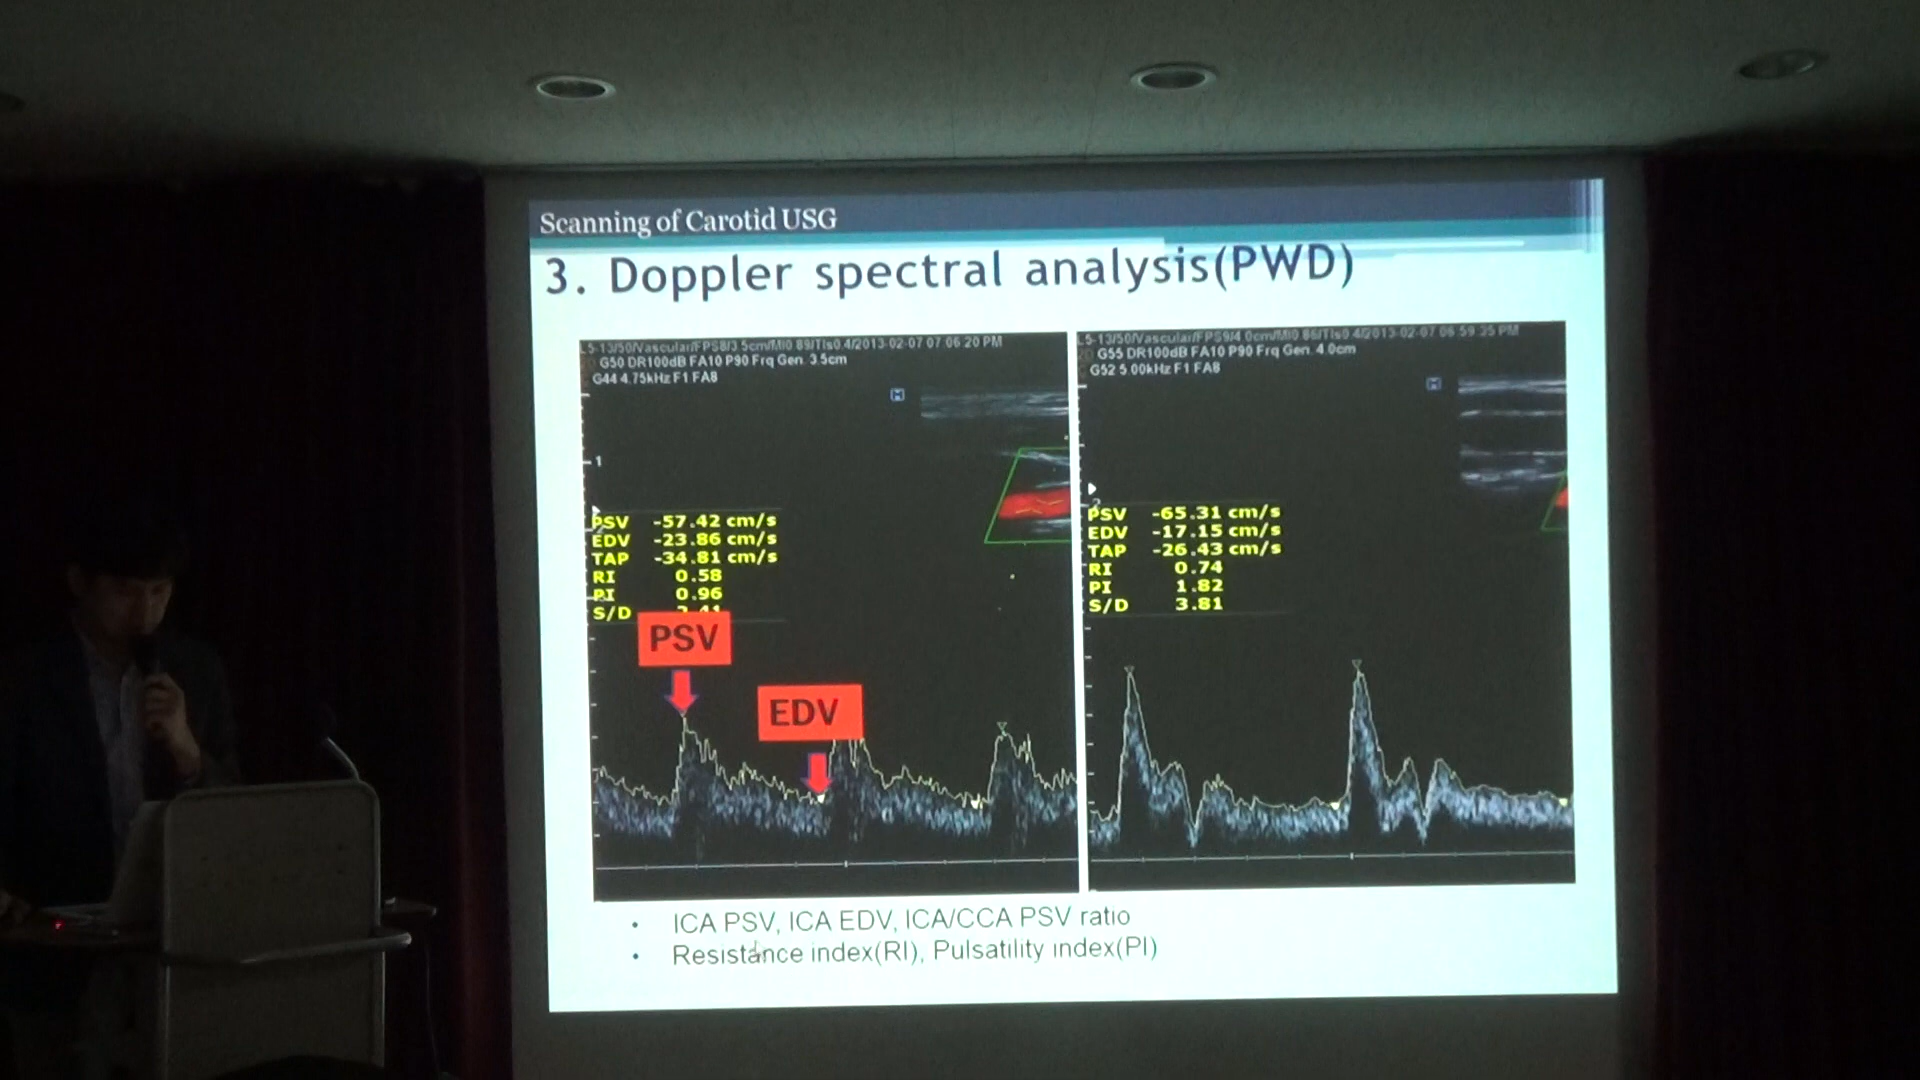 Scanning of Carotid USG
3. Doppler spectral analysis(PWD)
L5-13/50/Vascular/FPS8/3.5cm/MI0.89/TIs0.4/2013-02-07 07:06:20 PM
G50 DR100dB FA10 P90 Frq Gen. 3.5cm
G44 4.75kHz F1 FA8
1
PSV -57.42 cm/s
EDV -23.86 cm/s
TAP -34.81 cm/s
RI 0.58
PI 0.96
S/D
PSV
EDV
L5-13/50/Vascular/FPS9/4.0cm/MI0.86/TIs0.4/2013-02-07 06:59:35 PM
G55 DR100dB FA10 P90 Frq Gen. 4.0cm
G52 5.00kHz F1 FA8
2
PSV -65.31 cm/s
EDV -17.15 cm/s
TAP -26.43 cm/s
RI 0.74
PI 1.82
S/D 3.81
• ICA PSV, ICA EDV, ICA/CCA PSV ratio
• Resistance index(RI), Pulsatility index(PI)